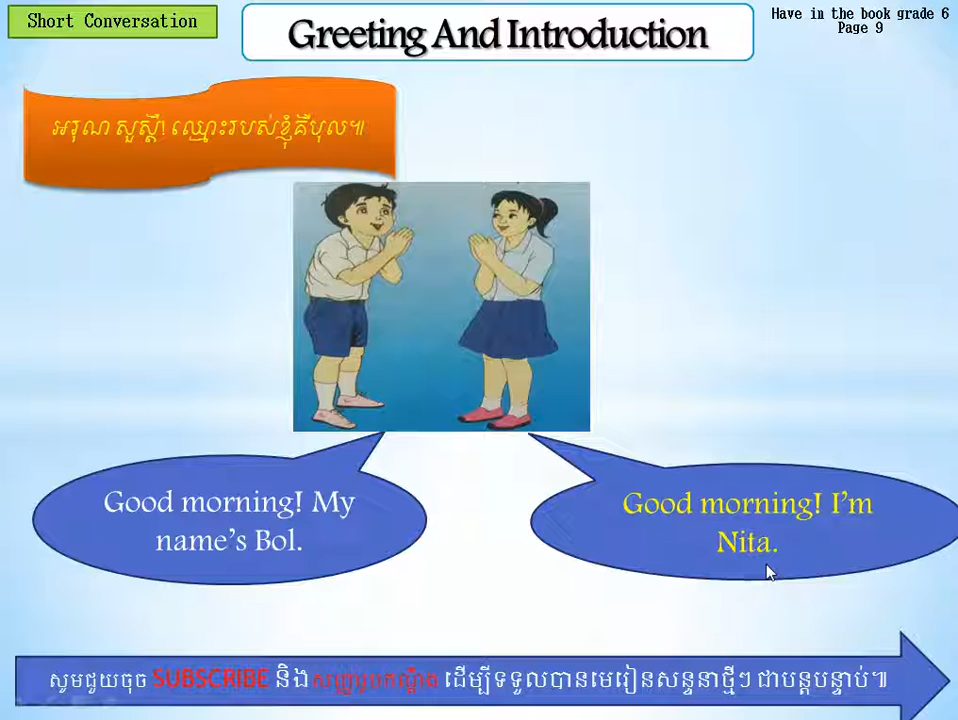 Short Conversation
Greeting And Introduction
Have in the book grade 6
Page 9
អរុណ សួស្តី! ឈ្មោះរបស់ខ្ញុំគឺបុល៕
Good morning! My
name’s Bol.
Good morning! I’m
Nita.
សូមជួយចុច SUBSCRIBE និង សញ្ញរូបកណ្ដឹង ដើម្បីទទួលបានមេរៀនសន្ទនាថ្មីៗ ជាបន្តបន្ទាប់៕